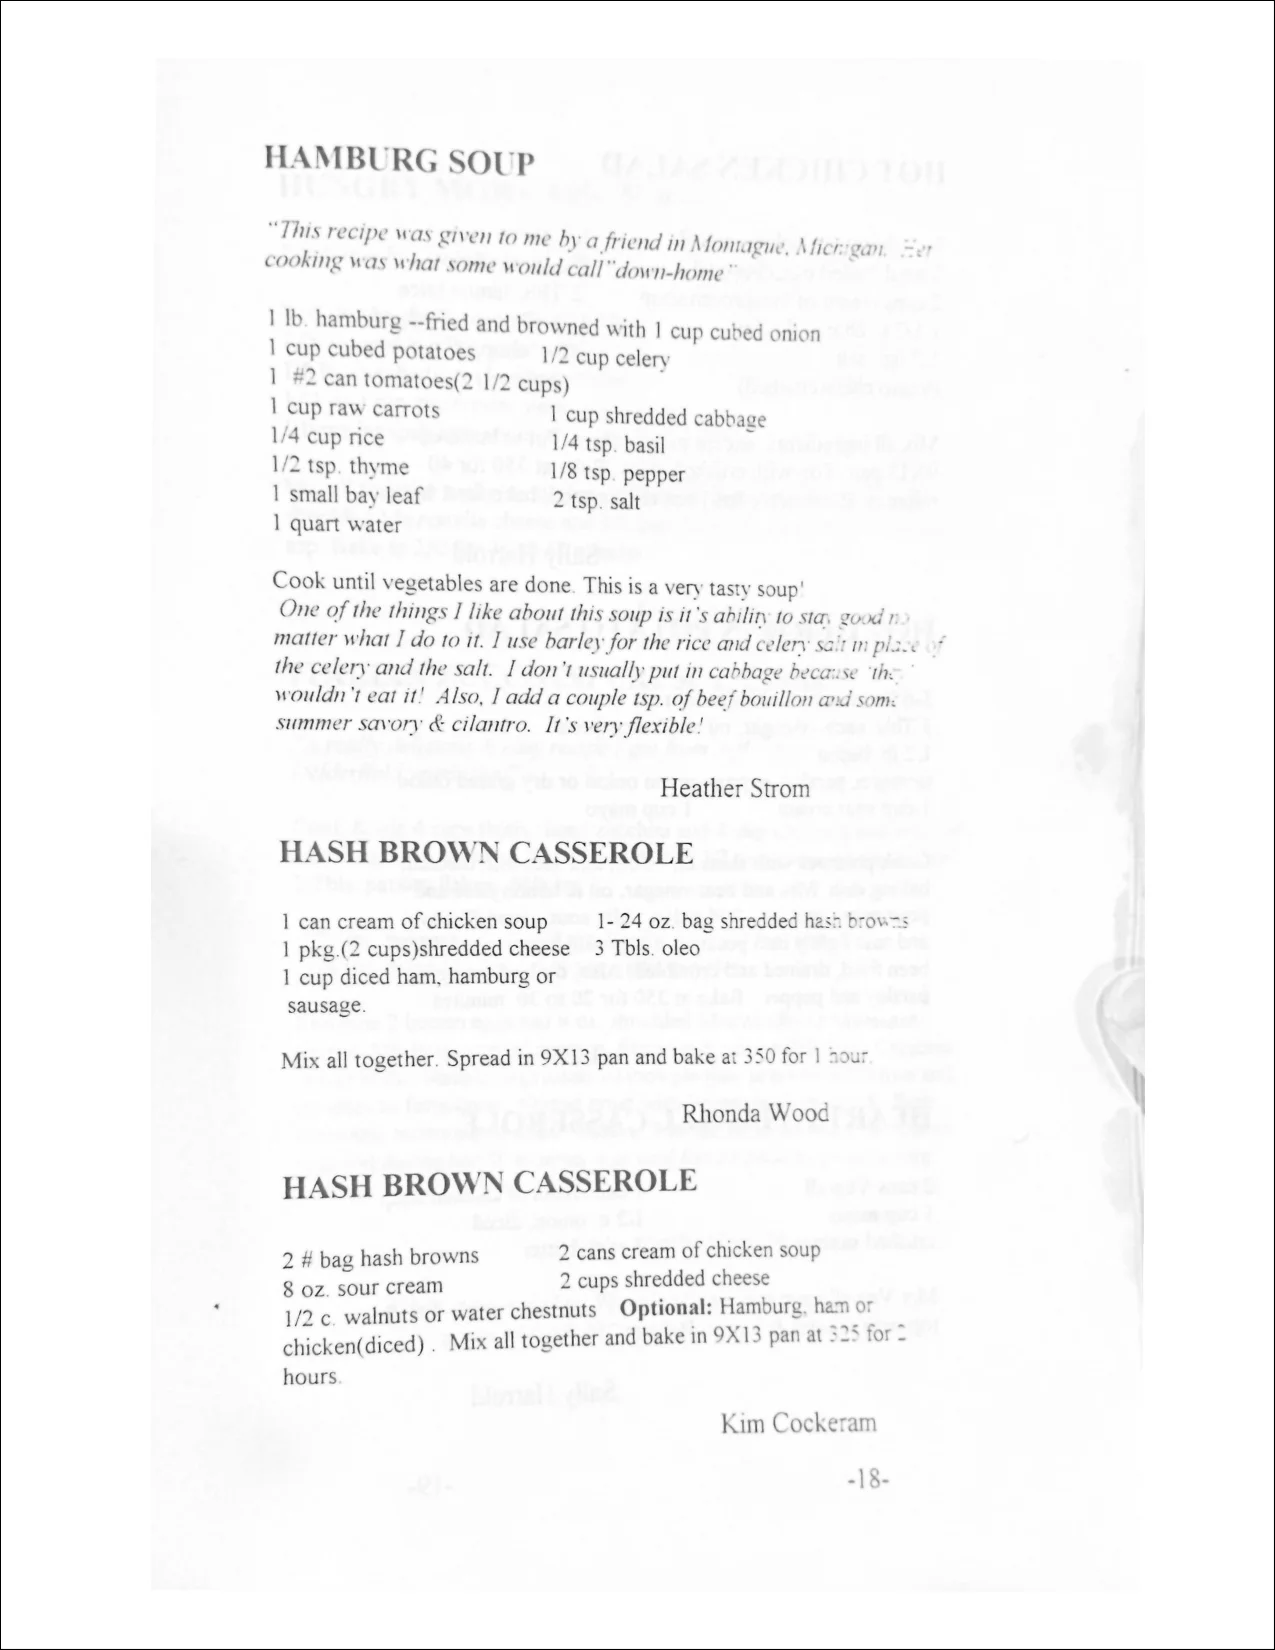 HAMBURG SOUP
"This recipe was given to me by a friend in Montague, Michigan. Her
cooking was what some would call "down-home"
1 lb. hamburg --fried and browned with 1 cup cubed onion
1 cup cubed potatoes 1/2 cup celery
1 #2 can tomatoes(2 1/2 cups)
1 cup raw carrots 1 cup shredded cabbage
1/4 cup rice 1/4 tsp. basil
1/2 tsp. thyme 1/8 tsp. pepper
1 small bay leaf 2 tsp. salt
1 quart water
Cook until vegetables are done. This is a very tasty soup!
One of the things I like about this soup is it's ability to stay good no
matter what I do to it. I use barley for the rice and celery salt in place of
the celery and the salt. I don't usually put in cabbage because "they"
wouldn't eat it! Also, I add a couple tsp. of beef bouillon and some
summer savory & cilantro. It's very flexible!
Heather Strom
HASH BROWN CASSEROLE
1 can cream of chicken soup 1- 24 oz. bag shredded hash browns
1 pkg.(2 cups)shredded cheese 3 Tbls. oleo
1 cup diced ham, hamburg or
sausage.
Mix all together. Spread in 9X13 pan and bake at 350 for 1 hour.
Rhonda Wood
HASH BROWN CASSEROLE
2 # bag hash browns 2 cans cream of chicken soup
8 oz. sour cream 2 cups shredded cheese
1/2 c. walnuts or water chestnuts Optional: Hamburg, ham or
chicken(diced) . Mix all together and bake in 9X13 pan at 325 for 2
hours.
Kim Cockeram
-18-